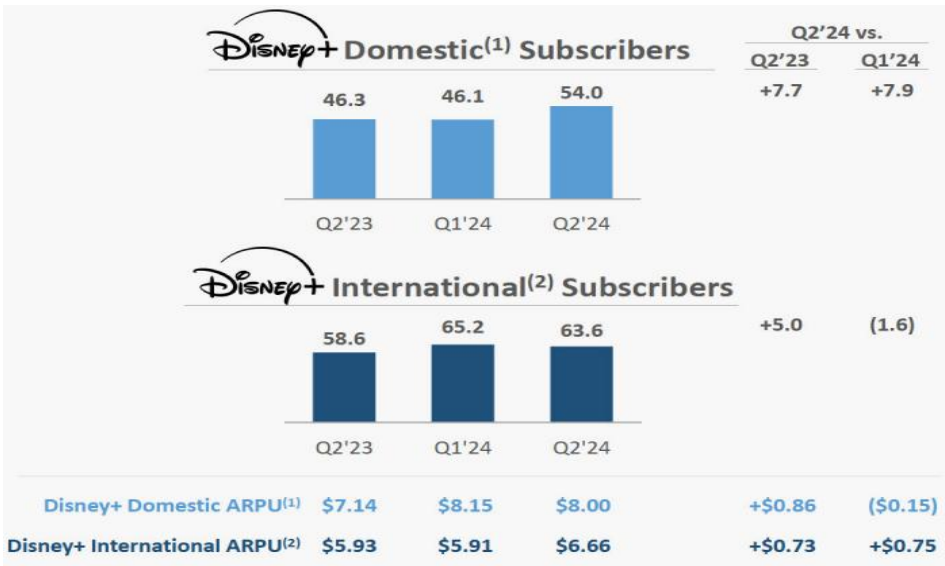 Disney+ Domestic(1) Subscribers
Q2'24 vs.
Q2'23 Q1'24
46.3 46.1 54.0 +7.7 +7.9
Q2'23 Q1'24 Q2'24
Disney+ International(2) Subscribers
58.6 65.2 63.6 +5.0 (1.6)
Q2'23 Q1'24 Q2'24
Disney+ Domestic ARPU(1) $7.14 $8.15 $8.00 +$0.86 ($0.15)
Disney+ International ARPU(2) $5.93 $5.91 $6.66 +$0.73 +$0.75